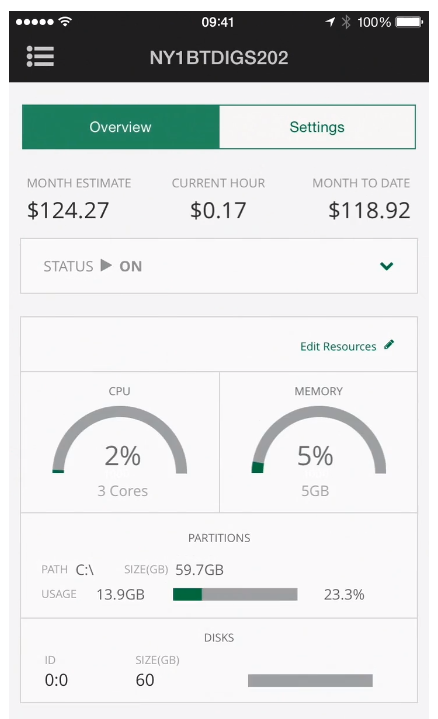 09:41 100%
NY1BTDIGS202
Overview Settings
MONTH ESTIMATE CURRENT HOUR MONTH TO DATE
$124.27 $0.17 $118.92
STATUS ON
Edit Resources
CPU MEMORY
2% 5%
3 Cores 5GB
PARTITIONS
PATH C:\ SIZE(GB) 59.7GB
USAGE 13.9GB 23.3%
DISKS
ID SIZE(GB)
0:0 60